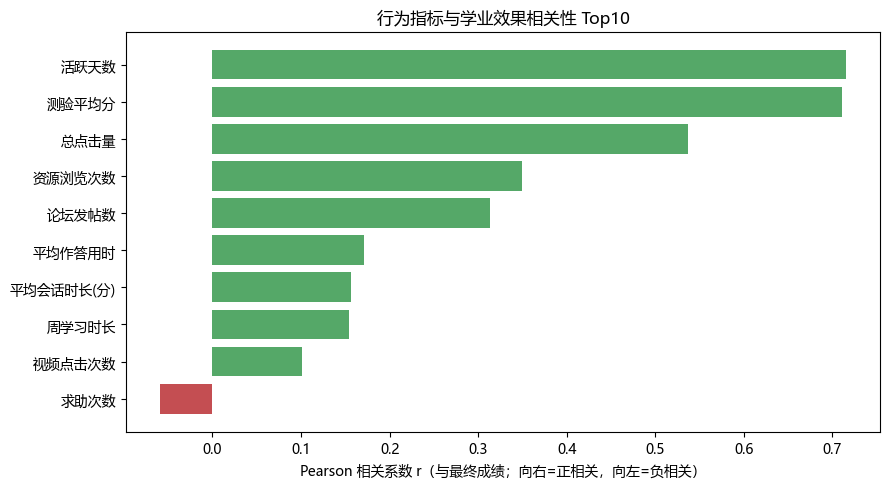 行为指标与学业效果相关性 Top10
活跃天数
测验平均分
总点击量
资源浏览次数
论坛发帖数
平均作答用时
平均会话时长(分)
周学习时长
视频点击次数
求助次数
0.0 0.1 0.2 0.3 0.4 0.5 0.6 0.7
Pearson 相关系数 r（与最终成绩；向右=正相关，向左=负相关）